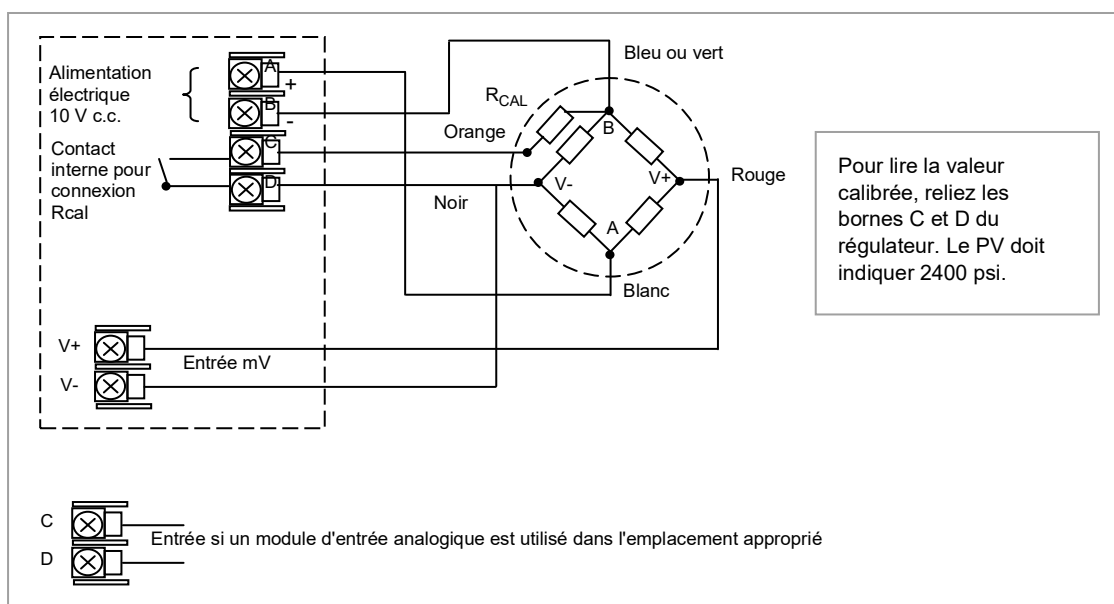 Alimentation
électrique
10 V c.c.
A
+
B
-
C
D
Contact
interne pour
connexion
Rcal
Bleu ou vert
RCAL
Orange
B
V-
V+
Rouge
Noir
A
Blanc
Pour lire la valeur
calibrée, reliez les
bornes C et D du
régulateur. Le PV doit
indiquer 2400 psi.
V+
Entrée mV
V-
C
Entrée si un module d'entrée analogique est utilisé dans l'emplacement approprié
D